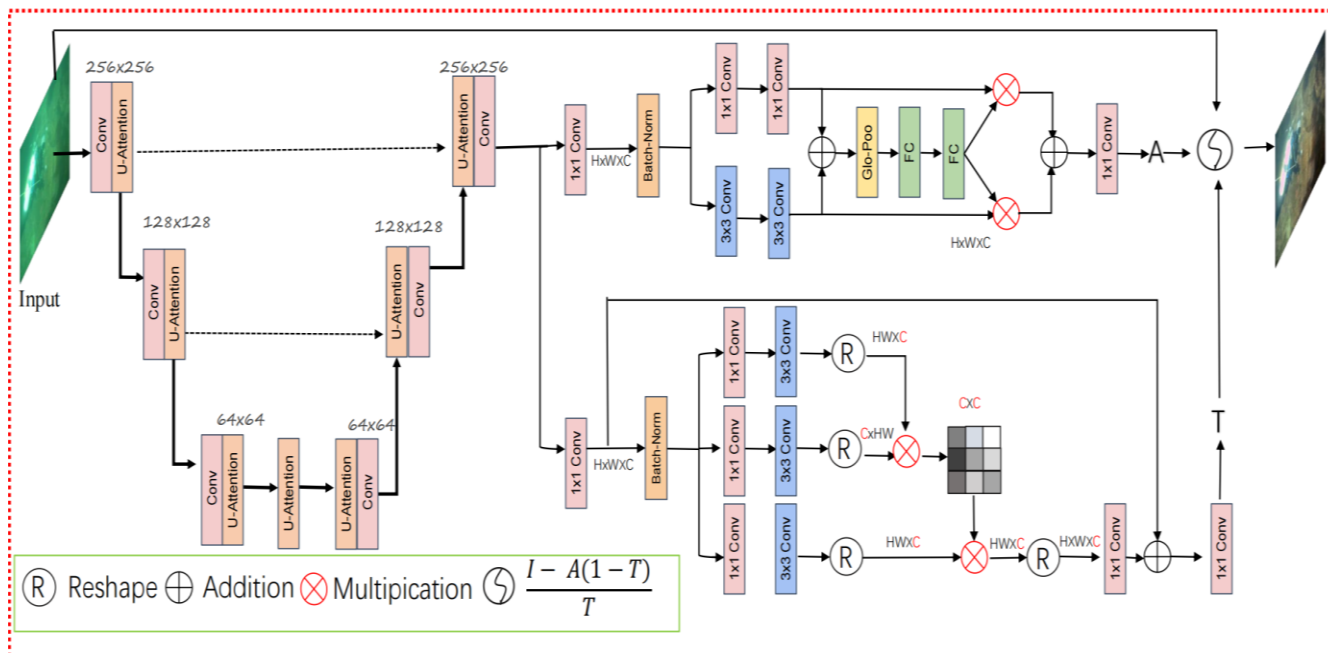 256x256
Conv
U-Attention
Input
128x128
Conv
U-Attention
64x64
Conv
U-Attention
U-Attention
64x64
U-Attention
Conv
128x128
U-Attention
Conv
256x256
U-Attention
Conv
1x1 Conv
HxWxC
Batch-Norm
1x1 Conv
1x1 Conv
3x3 Conv
3x3 Conv
Glo-Poo
FC
FC
HxWxC
1x1 Conv
A
1x1 Conv
HxWxC
Batch-Norm
1x1 Conv
3x3 Conv
R
HWxC
1x1 Conv
3x3 Conv
R
CxHW
CxC
1x1 Conv
3x3 Conv
R
HWxC
HWxC
R
HxWxC
1x1 Conv
1x1 Conv
T
R Reshape Addition Multipication I − A(1 − T)
T